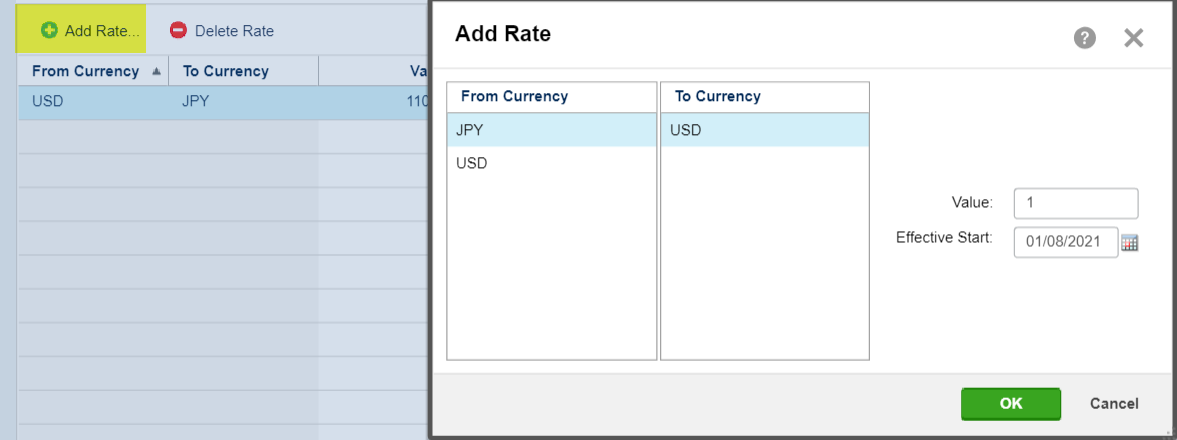 Add Rate... Delete Rate
From Currency To Currency Va
USD JPY 110
Add Rate
?
From Currency To Currency
JPY USD
USD
Value: 1
Effective Start: 01/08/2021
OK Cancel